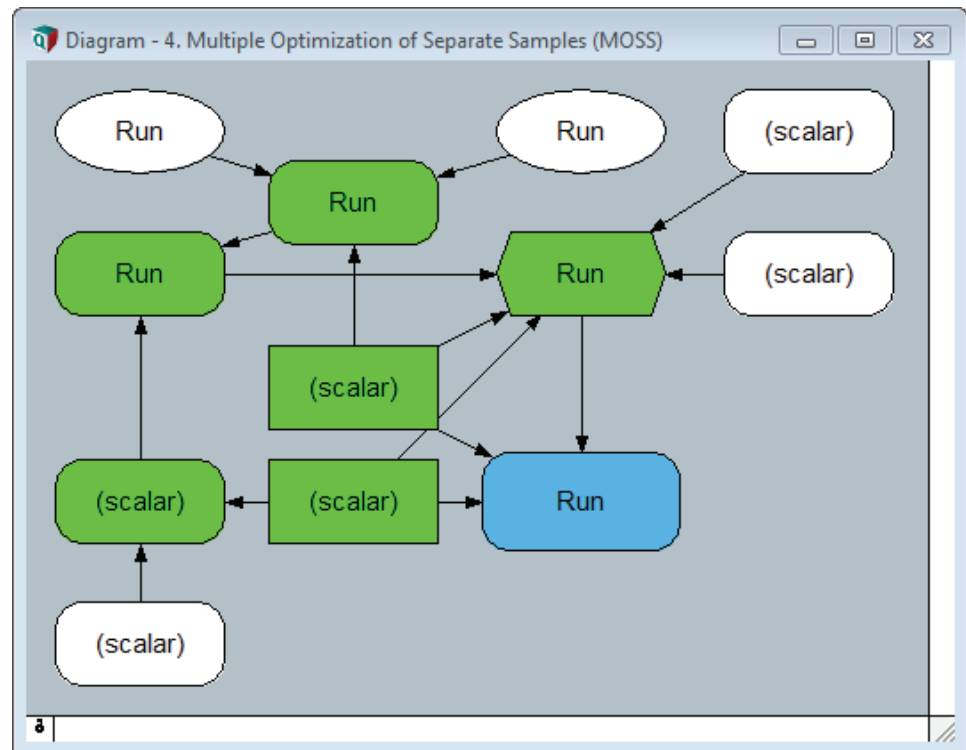 Diagram - 4. Multiple Optimization of Separate Samples (MOSS)
Run
Run
(scalar)
Run
Run
Run
(scalar)
(scalar)
(scalar)
(scalar)
Run
(scalar)